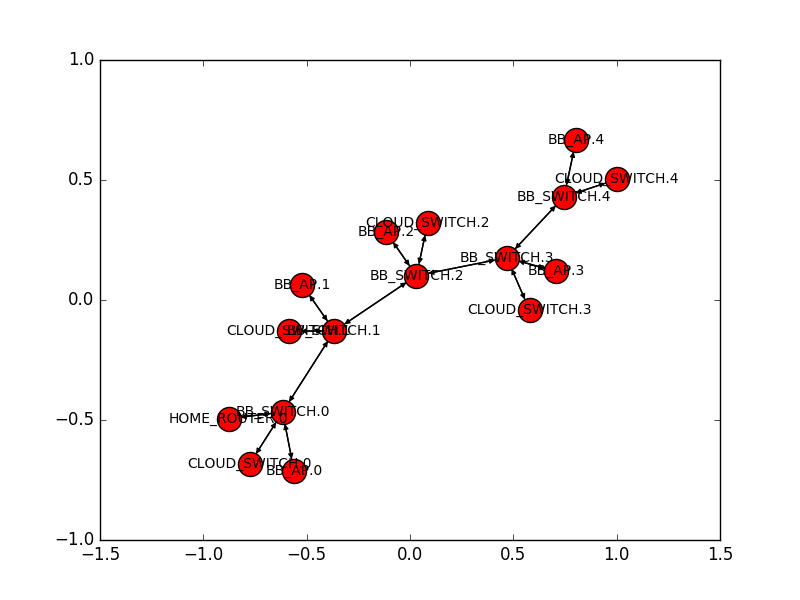 1.0
BB_AP.4
CLOUD_SWITCH.4
0.5
BB_SWITCH.4
CLOUD_SWITCH.2
BB_AP.2
BB_SWITCH.3
BB_AP.3
BB_SWITCH.2
BB_AP.1
0.0
CLOUD_SWITCH.3
CLOUD_SWITCH.1
BB_SWITCH.1
BB_SWITCH.0
HOME_ROUTER.0
−0.5
CLOUD_SWITCH.0
BB_AP.0
−1.0
−1.5
−1.0
−0.5
0.0
0.5
1.0
1.5